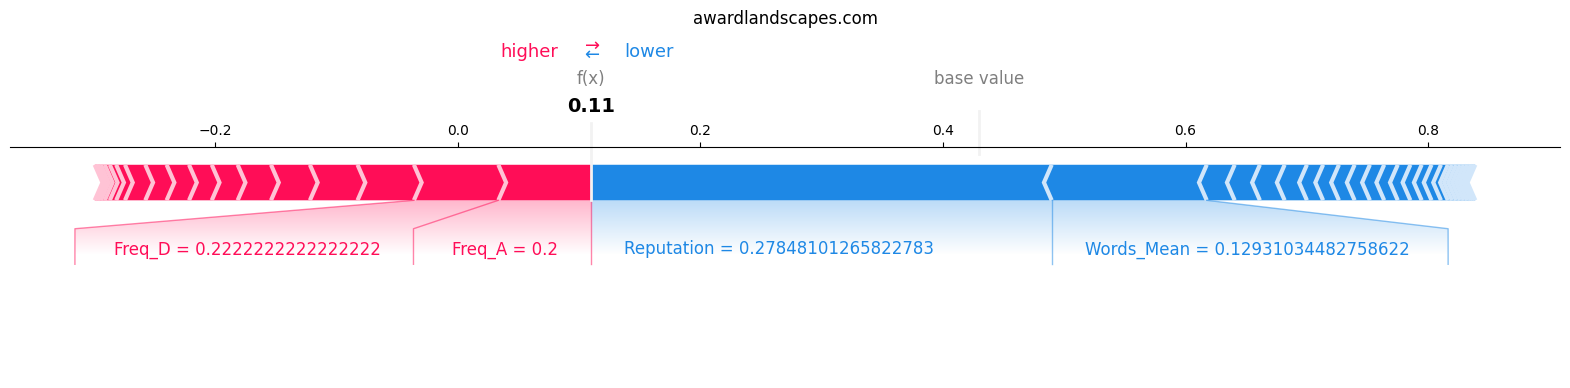 awardlandscapes.com
higher ⇄ lower
f(x) base value
0.11
−0.2 0.0 0.2 0.4 0.6 0.8
Freq_D = 0.2222222222222222 Freq_A = 0.2 Reputation = 0.27848101265822783 Words_Mean = 0.12931034482758622